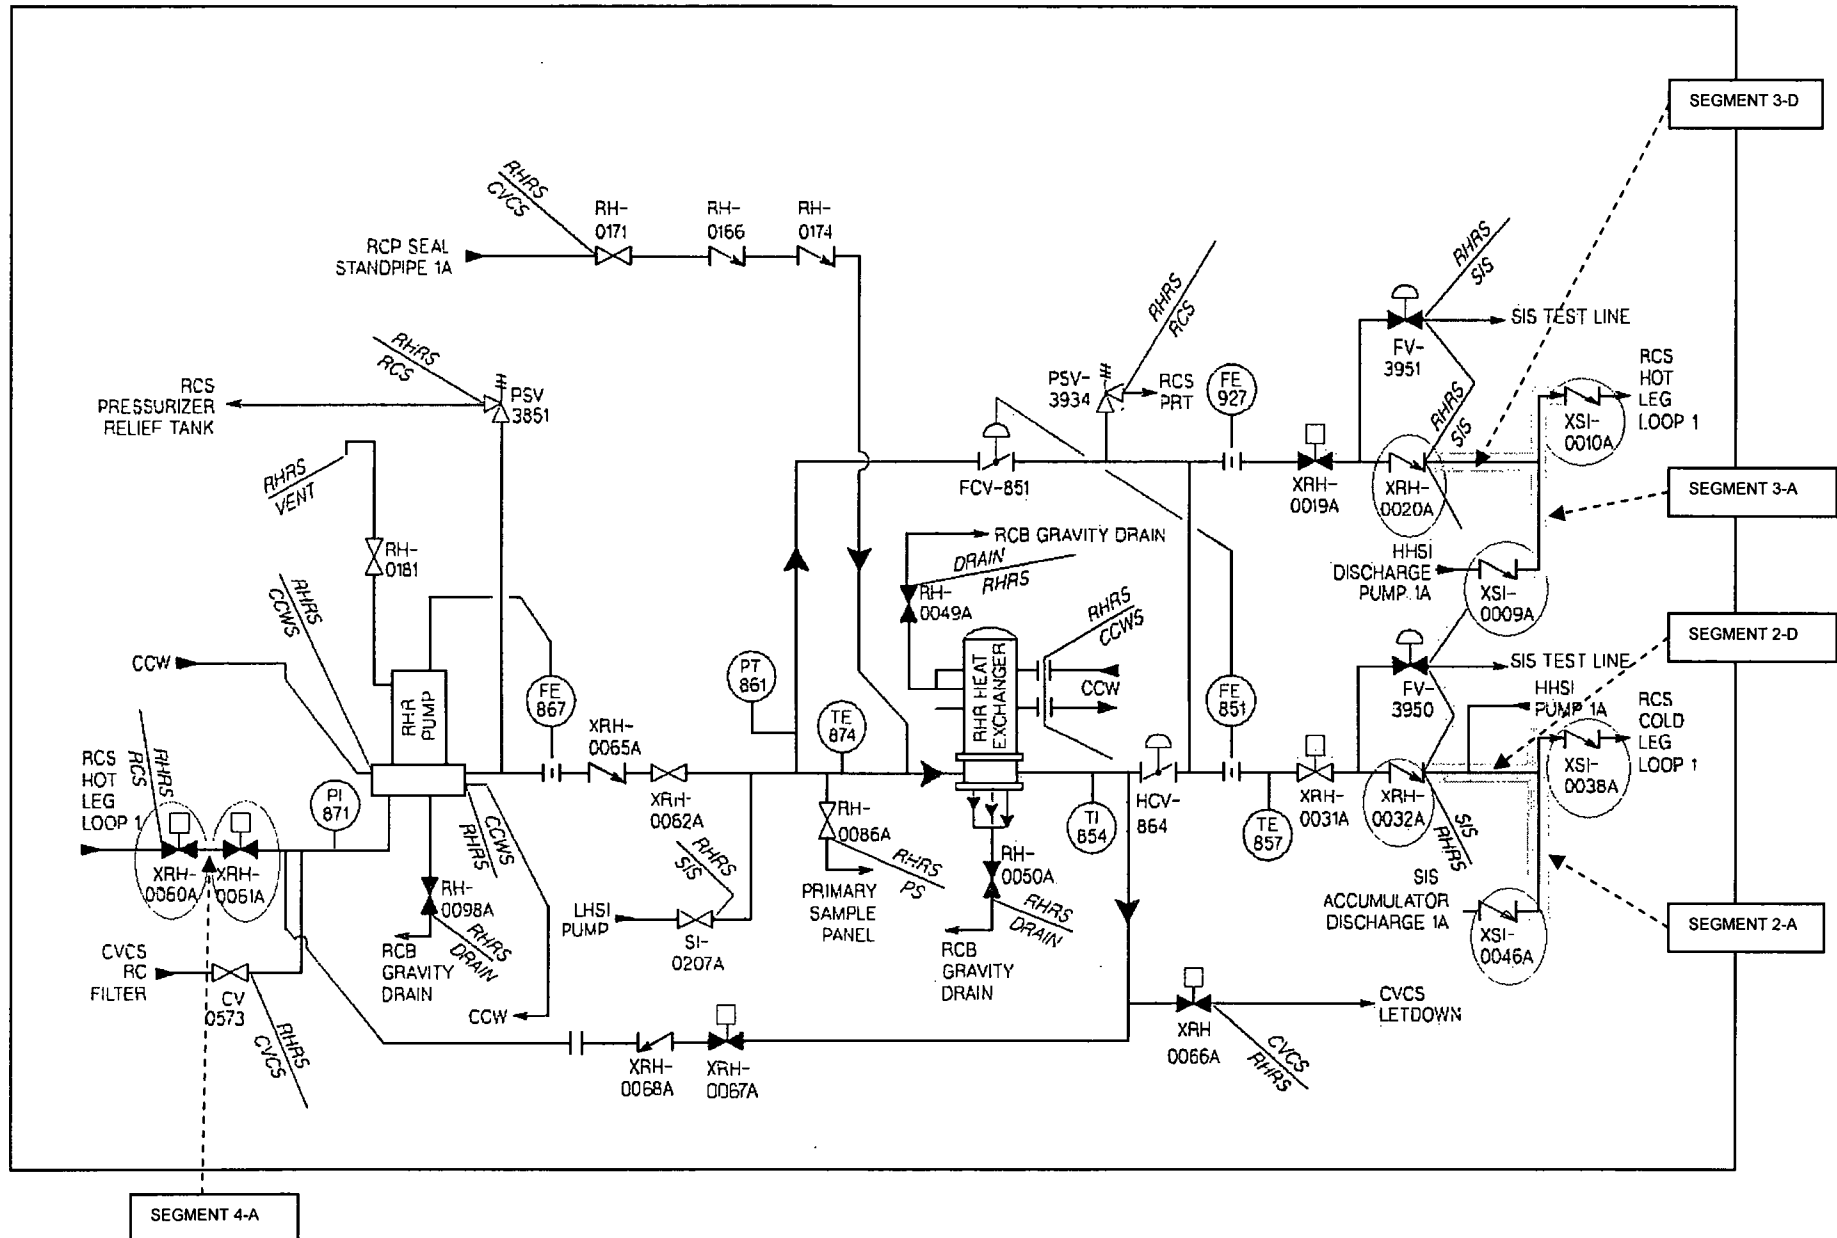 SEGMENT 3-D
RHRS
CVCS
RH-
0171
RH-
0166
RH-
0174
RCP SEAL
STANDPIPE 1A
RHRS
RCS
RHRS
RCS
PSV
3851
RCS
PRESSURIZER
RELIEF TANK
RHRS
VENT
RH-
0181
PSV-
3934
RCS
PRT
FE
927
RHRS
SIS
SIS TEST LINE
FV-
3951
RCS
HOT
LEG
LOOP 1
XSI-
0010A
RHRS
SIS
FCV-851
XRH-
0019A
XRH-
0020A
SEGMENT 3-A
HHSI
DISCHARGE
PUMP 1A
XSI-
0009A
RCB GRAVITY DRAIN
DRAIN
RHRS
RH-
0049A
RHRS
CCWS
RHRS
CCWS
CCW
CCW
RHR
PUMP
FE
867
XRH-
0065A
XRH-
0062A
PT
861
TE
874
RHR HEAT
EXCHANGER
FE
851
SEGMENT 2-D
SIS TEST LINE
FV-
3950
HHSI
PUMP 1A
RCS
COLD
LEG
LOOP 1
XSI-
0038A
RCS
HOT
LEG
LOOP 1
RHRS
RCS
PI
871
XRH-
0060A
XRH-
0061A
CCWS
RHRS
RH-
0098A
RHRS
DRAIN
RCB
GRAVITY
DRAIN
RH-
0086A
RHRS
PS
PRIMARY
SAMPLE
PANEL
RHRS
SIS
LHSI
PUMP
SI-
0207A
RH-
0050A
RHRS
DRAIN
RCB
GRAVITY
DRAIN
TI
854
HCV-
864
TE
857
XRH-
0031A
XRH-
0032A
SIS
RHRS
SIS
ACCUMULATOR
DISCHARGE 1A
XSI-
0046A
SEGMENT 2-A
CVCS
RC
FILTER
CV
0573
RHRS
CVCS
CCW
XRH-
0068A
XRH-
0067A
XRH
0066A
CVCS
LETDOWN
CVCS
RHRS
SEGMENT 4-A